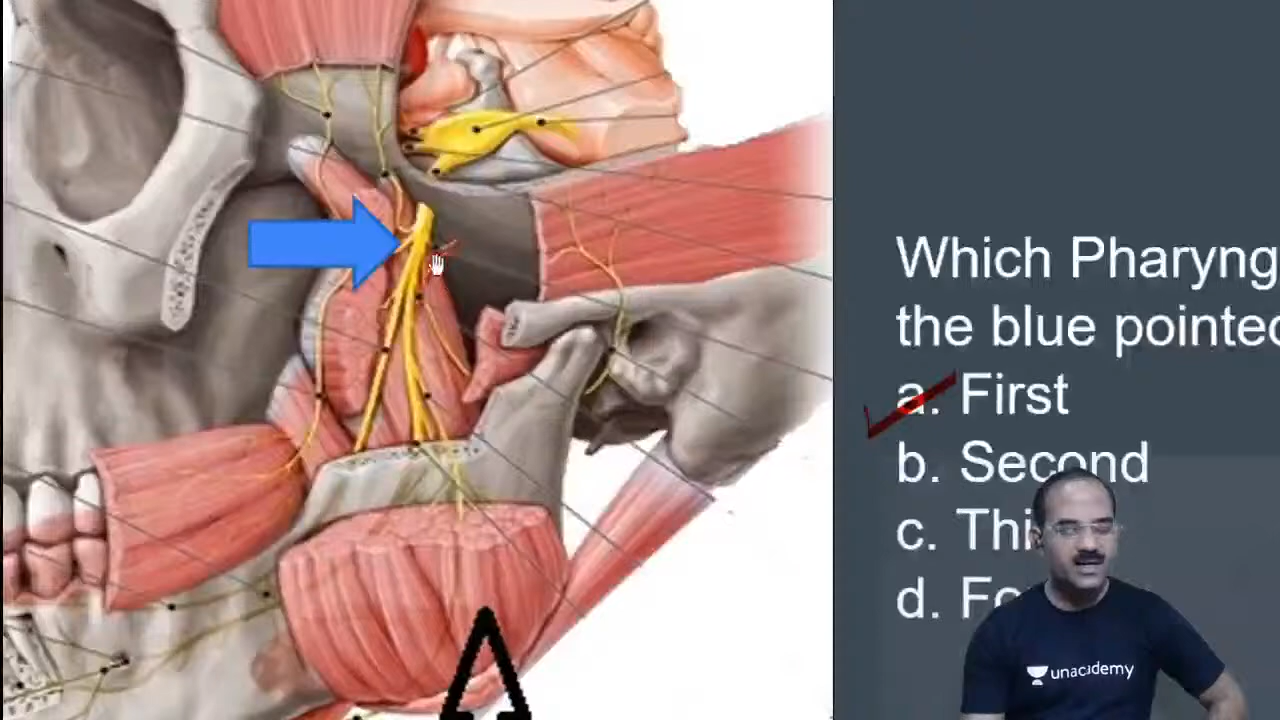 Which Pharyng
the blue pointed
a. First
b. Second
c. Thi
d. Fo
unacademy